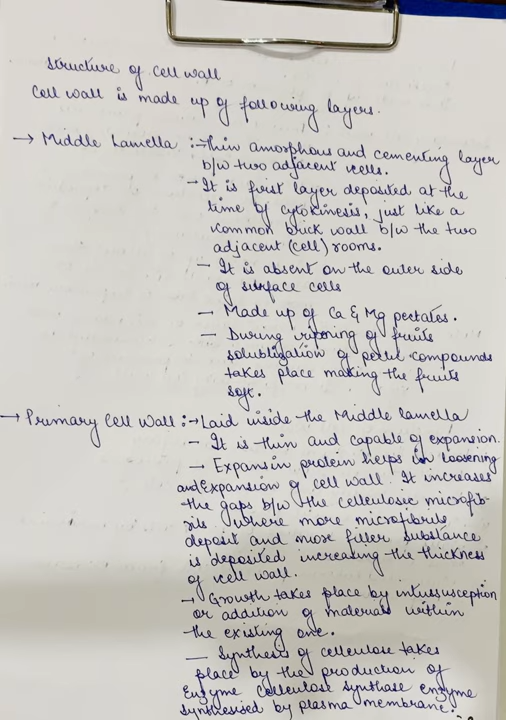 Structure of cell wall
Cell wall is made up of following layers.
→ Middle Lamella :- Thin amorphous and cementing layer
b/w two adjacent cells.
- It is first layer deposited at the
time of cytokinesis, just like a
common brick wall b/w the two
adjacent (cell) rooms.
- It is absent on the outer side
of surface cells
- Made up of Ca & Mg pectates.
- During ripening of fruits
solubligation of pectic compounds
takes place making the fruits
soft.
→ Primary Cell Wall :→ Laid inside the Middle lamella
- It is thin and capable of expansion.
→ Expansin protein helps in loosening
and Expansion of cell wall. It increases
the gaps b/w the cellulosic microfib-
rils where more microfibrils
deposit and more filler substance
is deposited increasing the thickness
of cell wall.
→ Growth takes place by intussusception
or addition of materials within
the existing one.
- Synthesis of cellulose takes
place by the production of
Enzyme cellulose synthase enzyme
synthesised by plasma membrane.